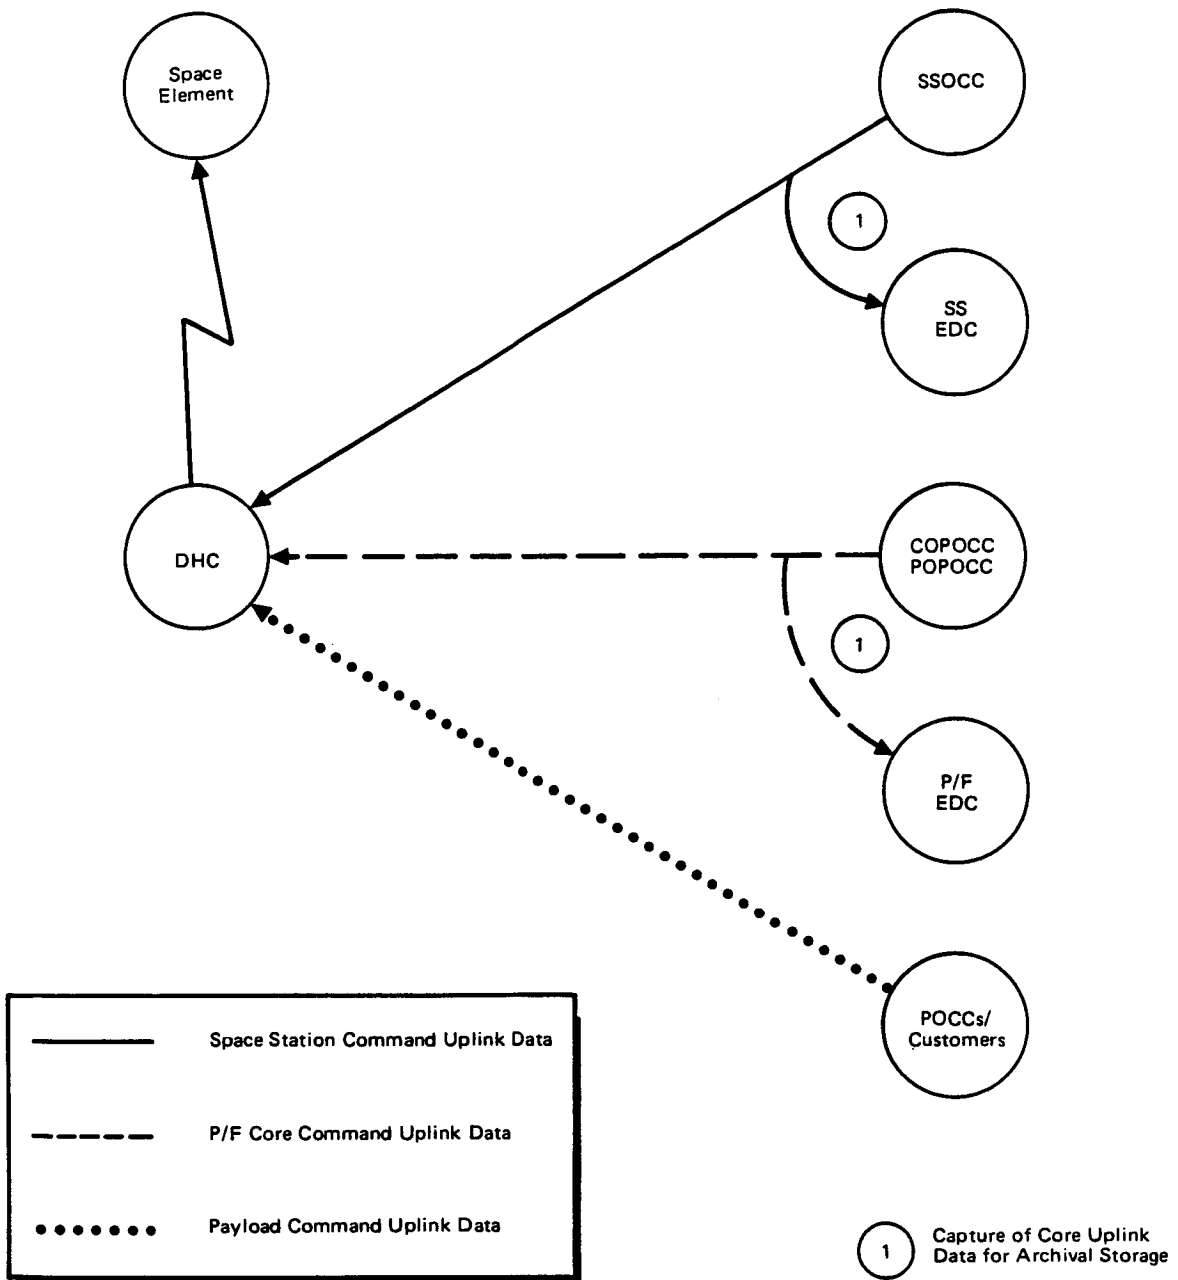 Space
Element
SSOCC
1
SS
EDC
DHC
COPOCC
POPOCC
1
P/F
EDC
POCCs/
Customers
Space Station Command Uplink Data
P/F Core Command Uplink Data
Payload Command Uplink Data
1
Capture of Core Uplink
Data for Archival Storage